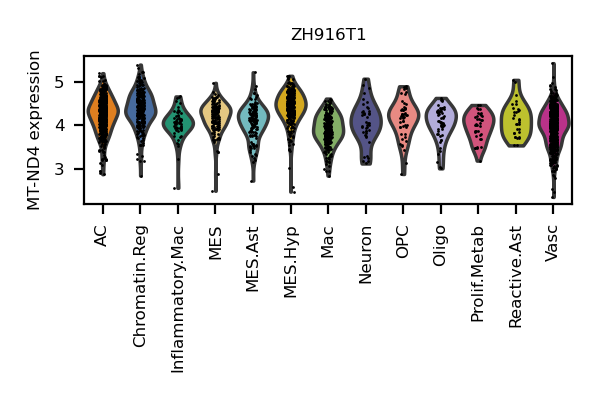 ZH916T1
MT-ND4 expression
5
4
3
AC
Chromatin.Reg
Inflammatory.Mac
MES
MES.Ast
MES.Hyp
Mac
Neuron
OPC
Oligo
Prolif.Metab
Reactive.Ast
Vasc